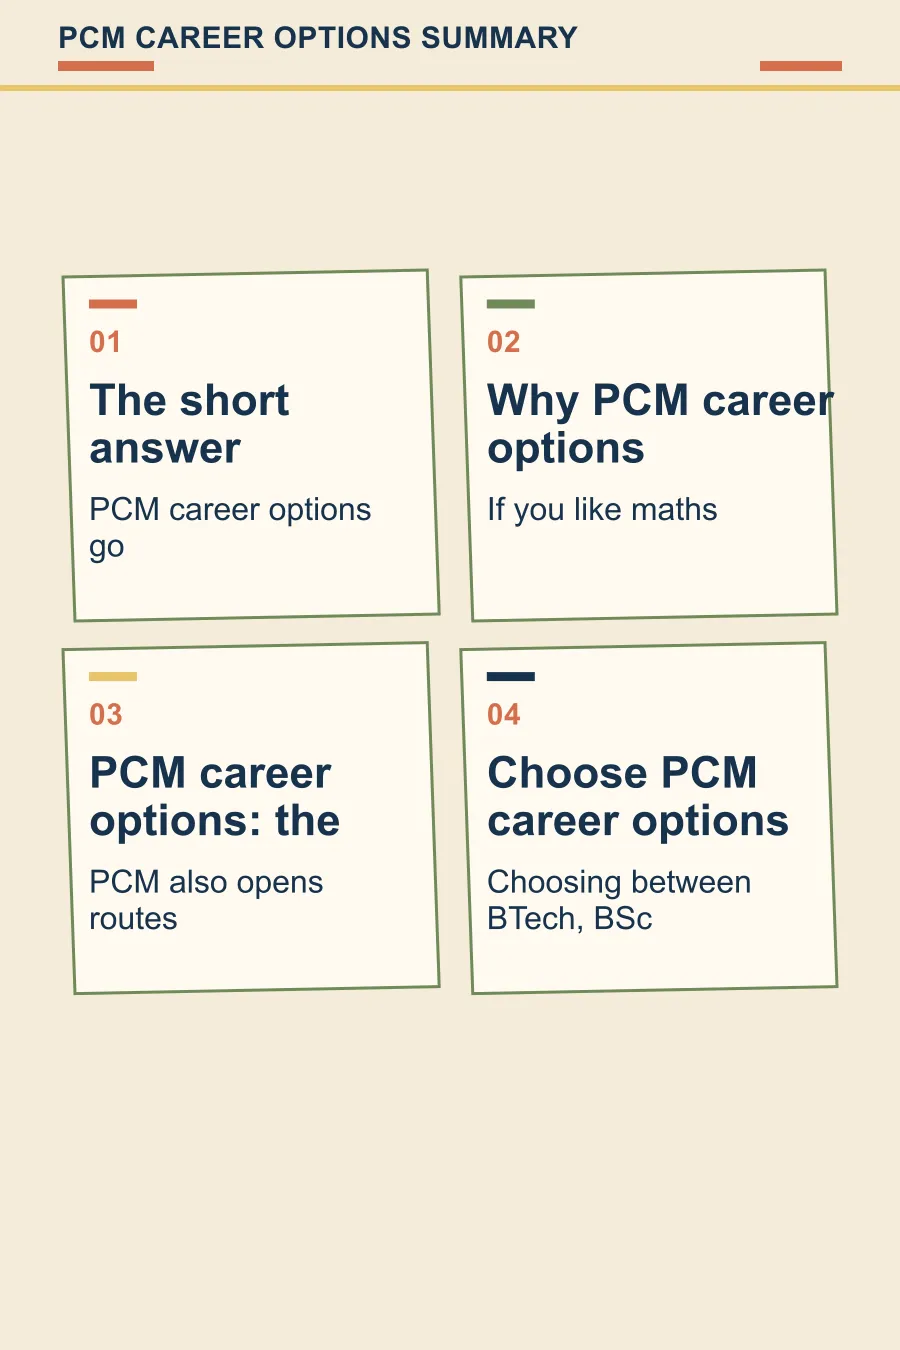 PCM CAREER OPTIONS SUMMARY
01
The short
answer
PCM career options
go
02
Why PCM career
options
If you like maths
03
PCM career
options: the
PCM also opens
routes
04
Choose PCM
career options
Choosing between
BTech, BSc